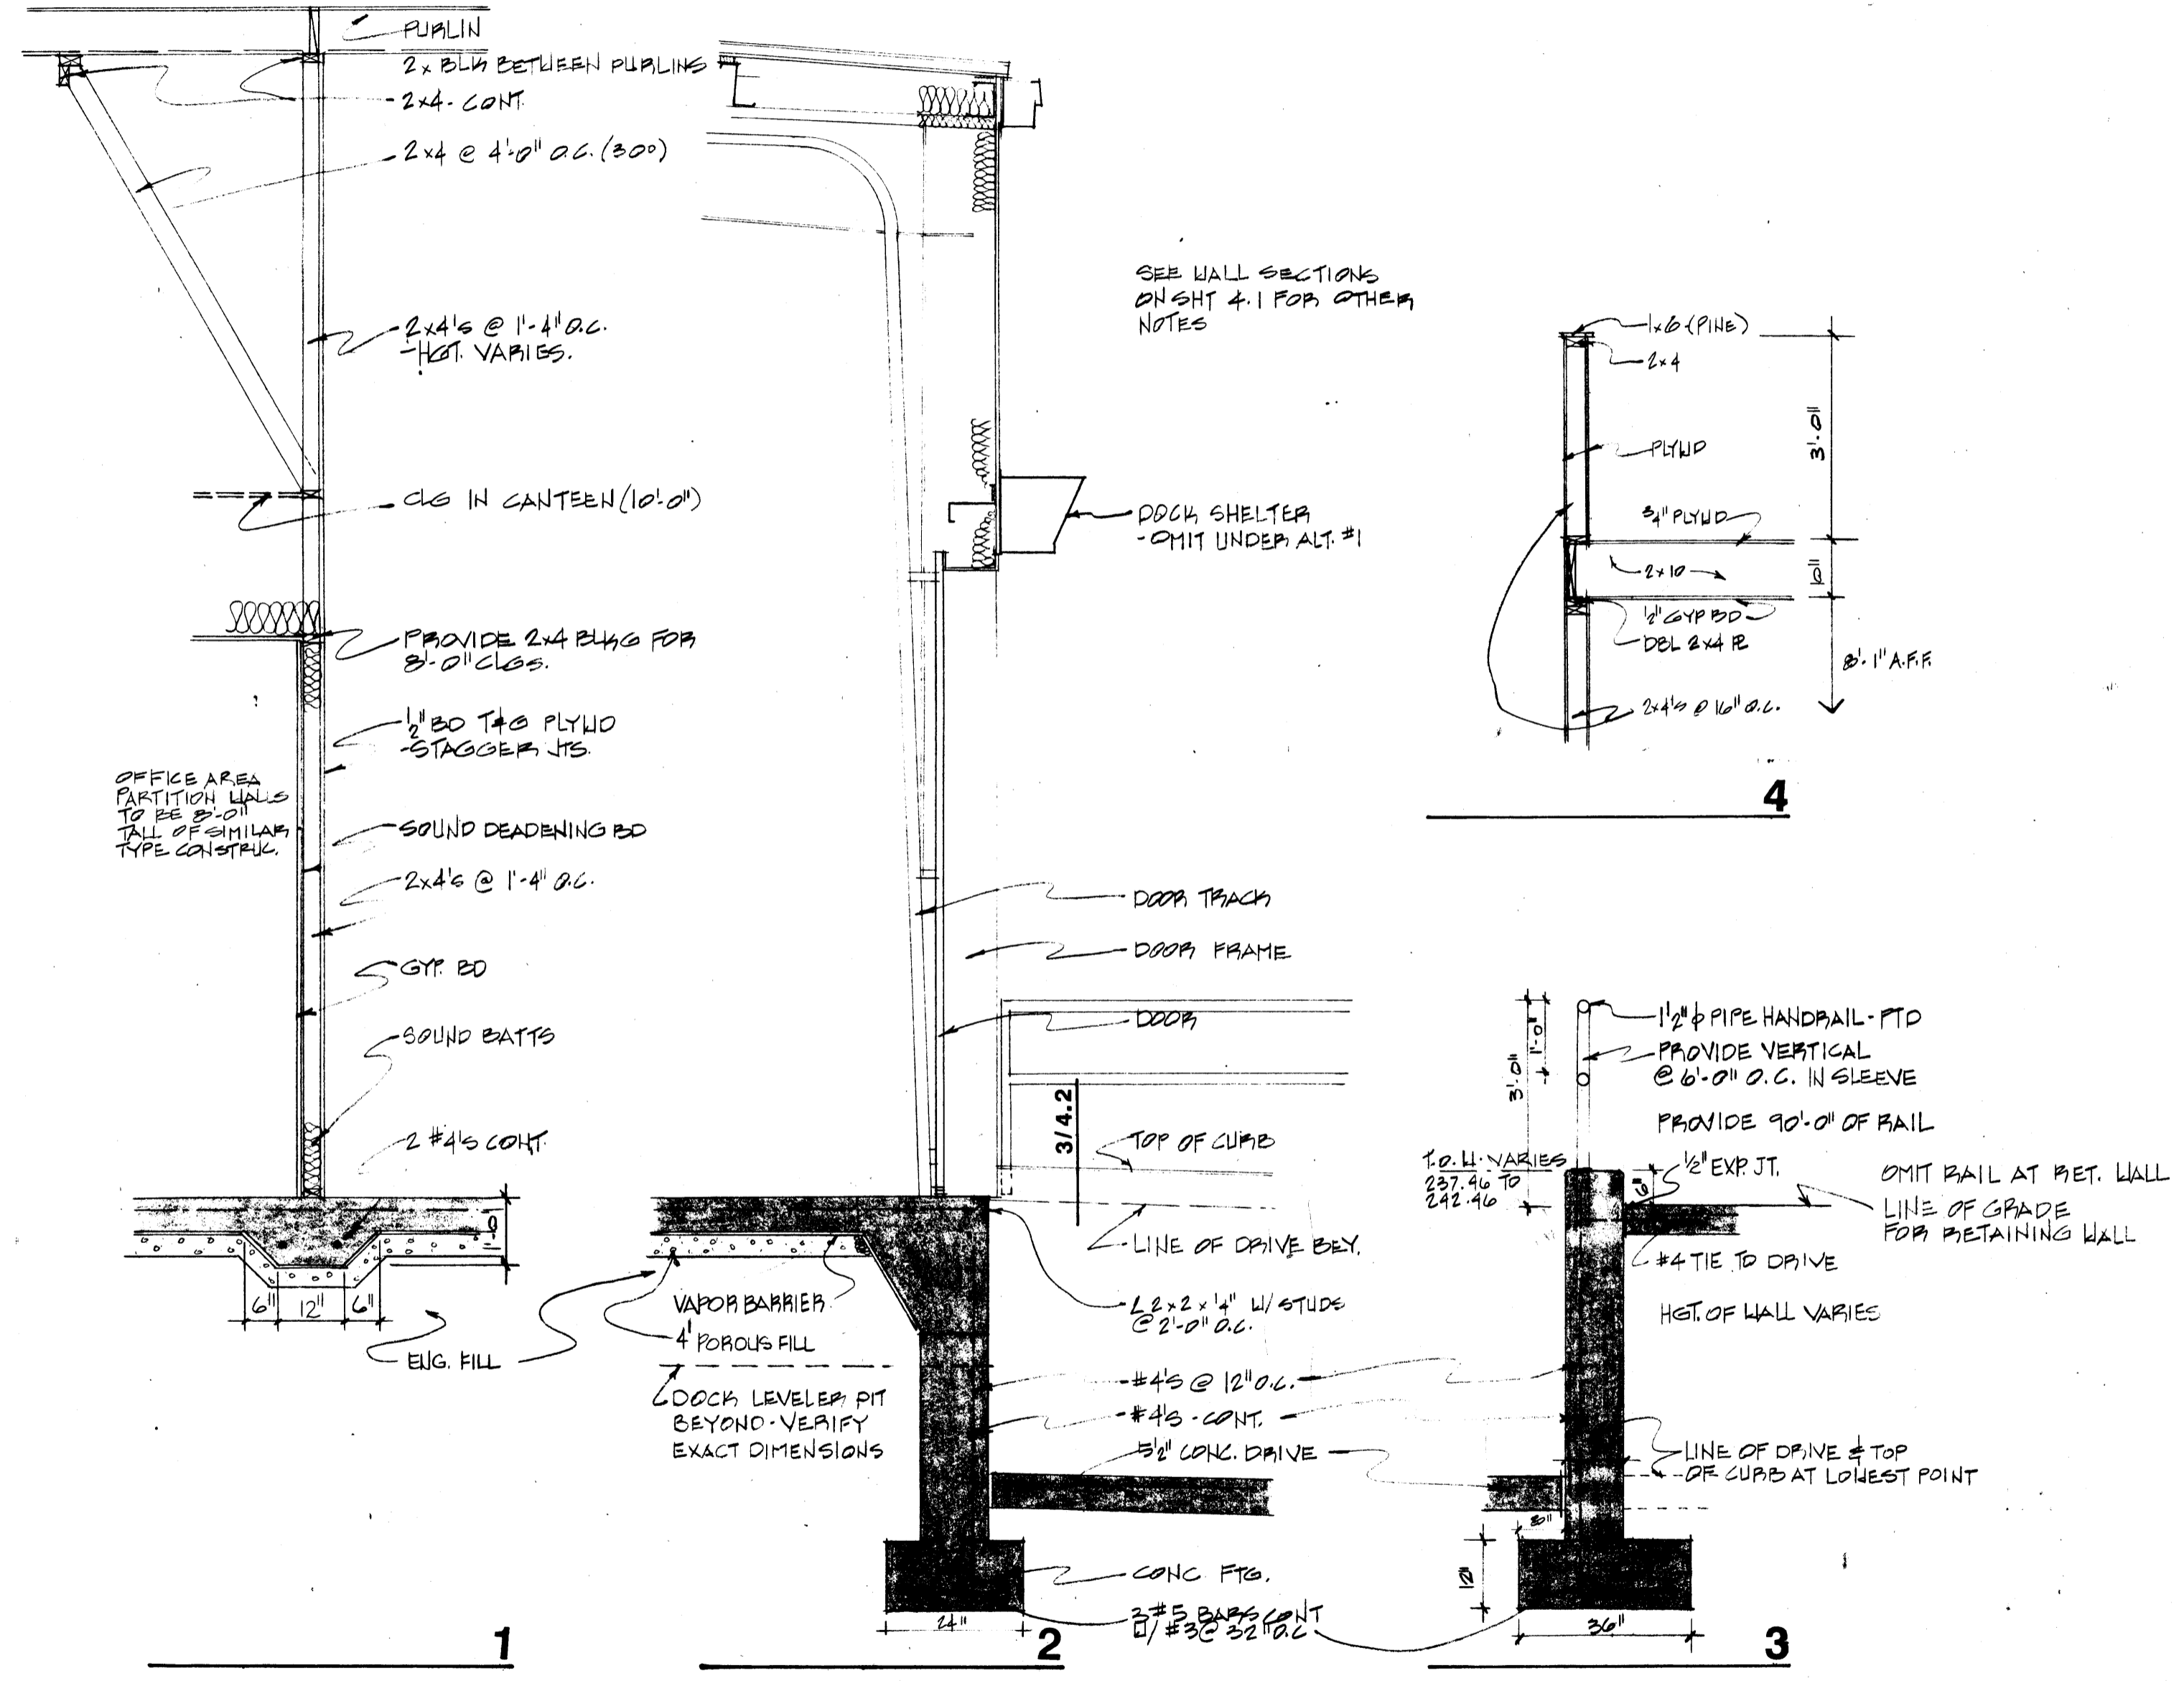 PURLIN
2x BLK BETWEEN PURLINS
2x4 - CONT.
2x4 @ 4'-0" O.C. (30°)
2x4's @ 1'-4" O.C.
-HGT. VARIES.
CLG IN CANTEEN (10'-0")
PROVIDE 2x4 BLKG FOR
8'-0" CLGS.
1/2" BD T&G PLYWD
-STAGGER JTS.
OFFICE AREA
PARTITION WALLS
TO BE 8'-0"
TALL OF SIMILAR
TYPE CONSTRUC.
SOUND DEADENING BD
2x4's @ 1'-4" O.C.
GYP. BD
SOUND BATTS
2 #4's CONT.
6"
12"
6"
ENG. FILL
1
SEE WALL SECTIONS
ON SHT 4.1 FOR OTHER
NOTES
DOCK SHELTER
- OMIT UNDER ALT. #1
DOOR TRACK
DOOR FRAME
DOOR
3/4.2
TOP OF CURB
LINE OF DRIVE BEY.
VAPOR BARRIER
4" POROUS FILL
DOCK LEVELER PIT
BEYOND - VERIFY
EXACT DIMENSIONS
L 2x2x1/4" W/ STUDS
@ 2'-0" O.C.
#4's @ 12" O.C.
#4's - CONT.
5 1/2" CONC. DRIVE
CONC FTG.
3 #5 BARS CONT
W/ #3 @ 32" O.C.
24"
2
1x6 (PINE)
2x4
PLYWD
3'-0"
3/4" PLYWD
2x10
10"
1/2" GYP BD
DBL 2x4 PL
8'-1" A.F.F.
2x4's @ 16" O.C.
4
1 1/2" ϕ PIPE HANDRAIL - PTD
PROVIDE VERTICAL
@ 6'-0" O.C. IN SLEEVE
1'-0"
3'-0"
PROVIDE 90'-0" OF RAIL
T.O.W. VARIES
237.46 TO
242.46
1/2" EXP. JT.
6"
OMIT RAIL AT RET. WALL
LINE OF GRADE
FOR RETAINING WALL
#4 TIE TO DRIVE
HGT. OF WALL VARIES
LINE OF DRIVE & TOP
OF CURB AT LOWEST POINT
8"
12"
36"
3